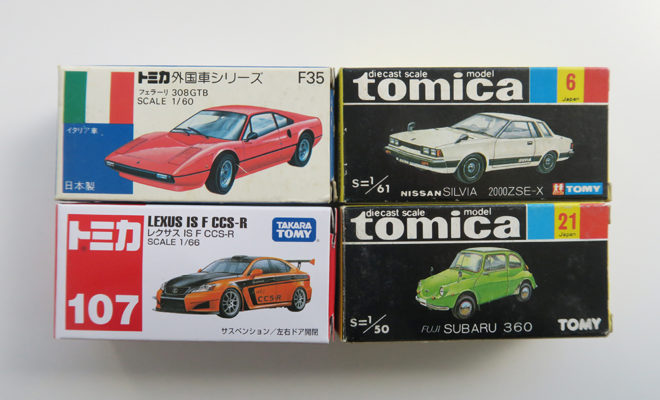 トミカ外国車シリーズ F35
フェラーリ 308GTB
SCALE 1/60
イタリア車
日本製
diecast scale model
tomica
6
Japan
S=1/61
NISSAN SILVIA 2000ZSE-X
TOMY
トミカ
107
LEXUS IS F CCS-R
レクサス IS F CCS-R
SCALE 1/66
TAKARA
TOMY
CCS-R
サスペンション/左右ドア開閉
diecast scale model
tomica
21
Japan
S=1/50
FUJI SUBARU 360
TOMY